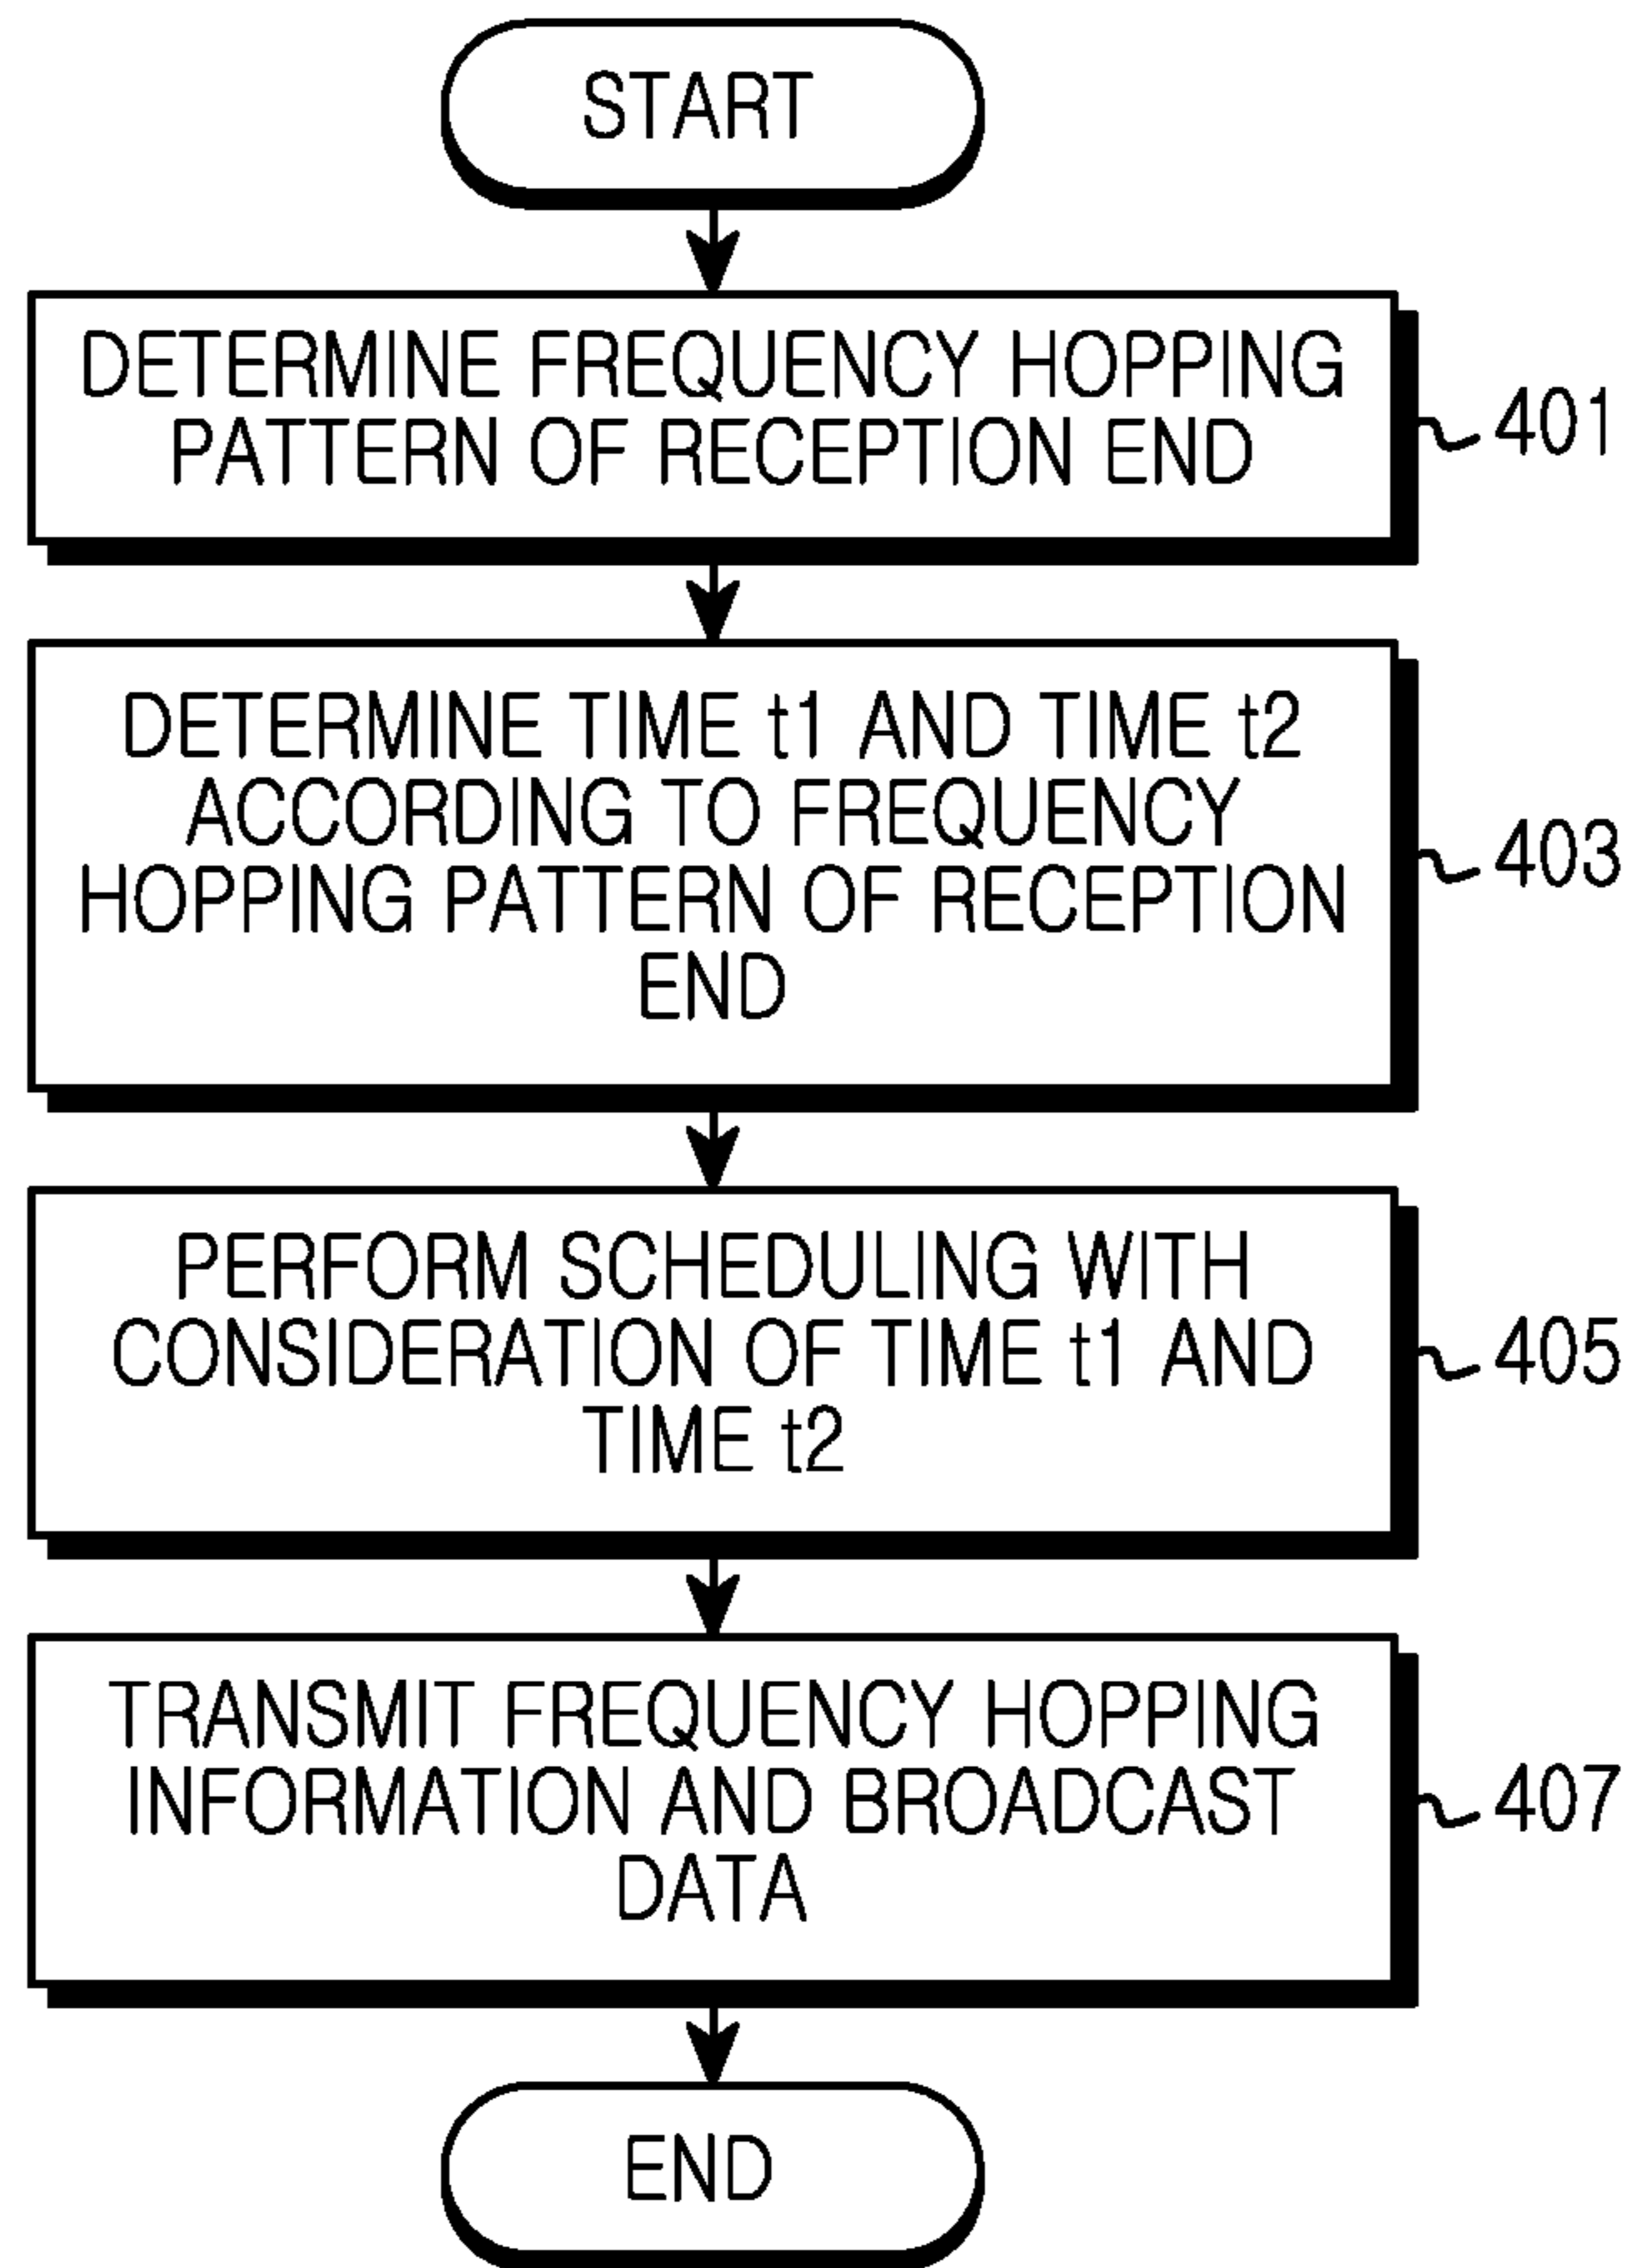 START
DETERMINE FREQUENCY HOPPING
PATTERN OF RECEPTION END
401
DETERMINE TIME t1 AND TIME t2
ACCORDING TO FREQUENCY
HOPPING PATTERN OF RECEPTION
END
403
PERFORM SCHEDULING WITH
CONSIDERATION OF TIME t1 AND
TIME t2
405
TRANSMIT FREQUENCY HOPPING
INFORMATION AND BROADCAST
DATA
407
END